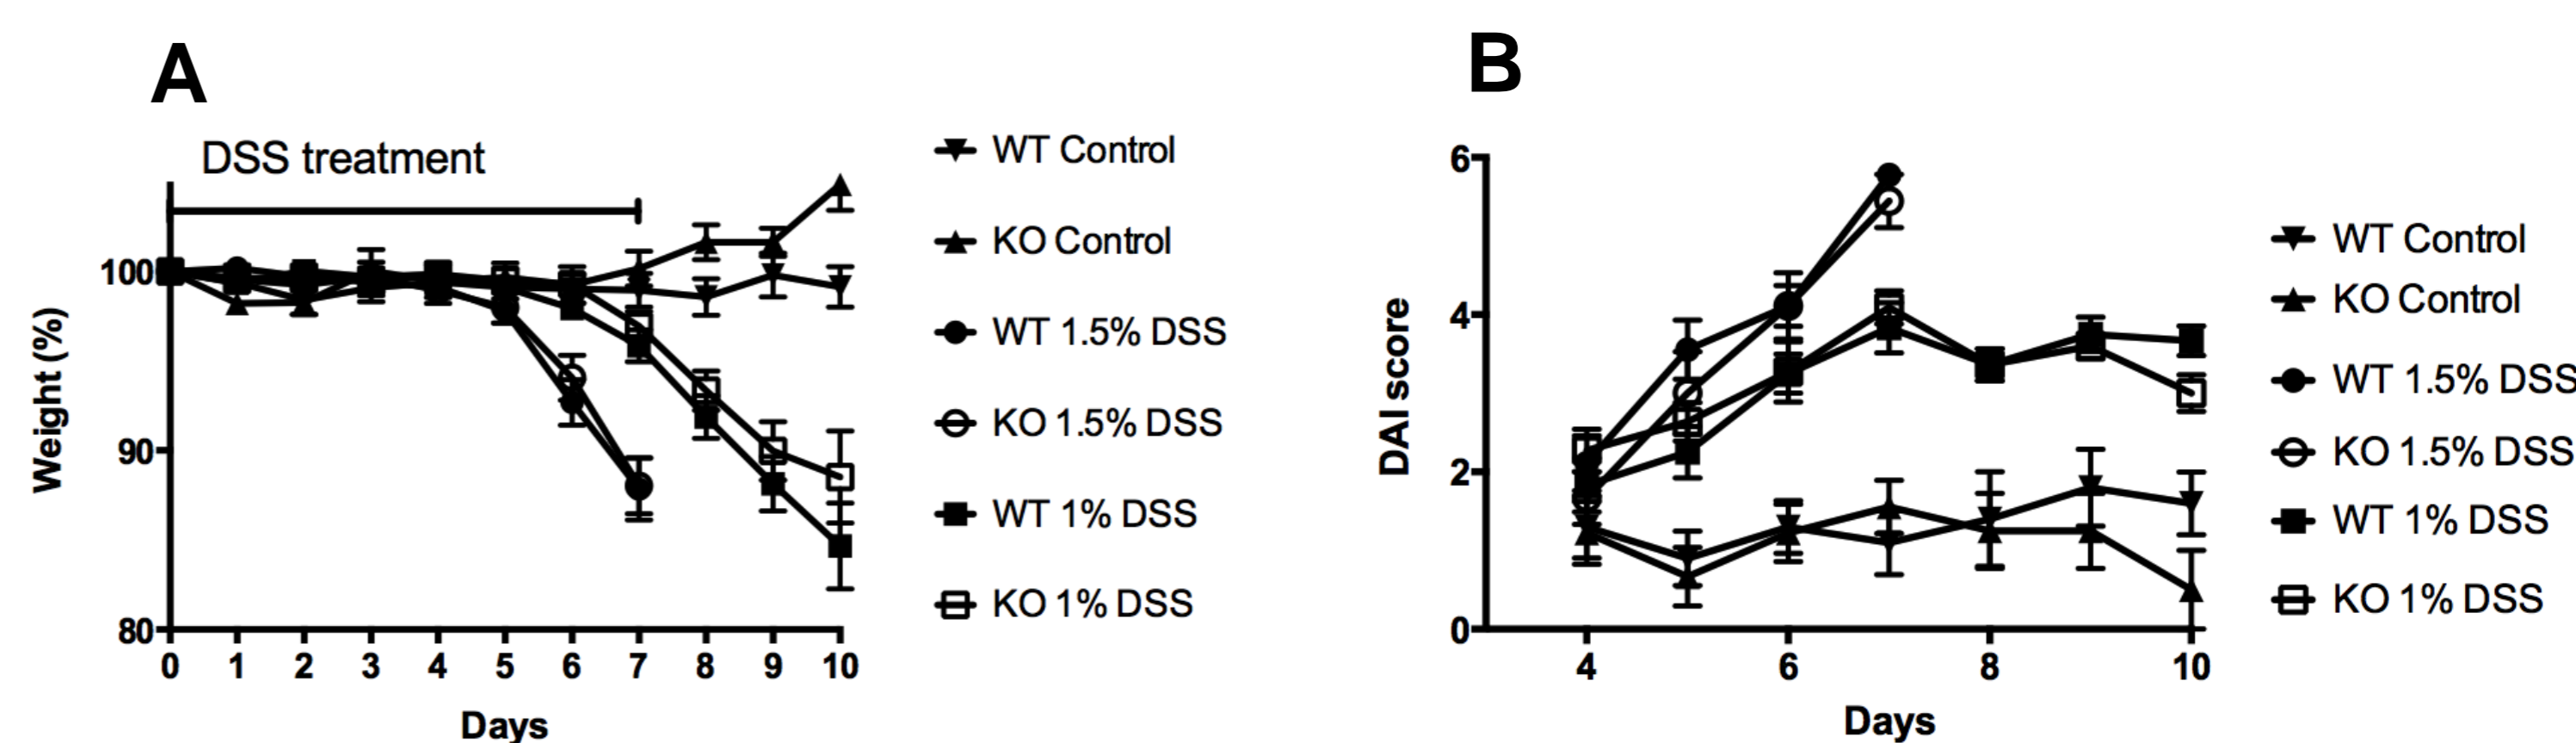 A
DSS treatment
100
90
80
Weight (%)
0 1 2 3 4 5 6 7 8 9 10
Days
WT Control
KO Control
WT 1.5% DSS
KO 1.5% DSS
WT 1% DSS
KO 1% DSS
B
6
4
2
0
DAI score
4 6 8 10
Days
WT Control
KO Control
WT 1.5% DSS
KO 1.5% DSS
WT 1% DSS
KO 1% DSS